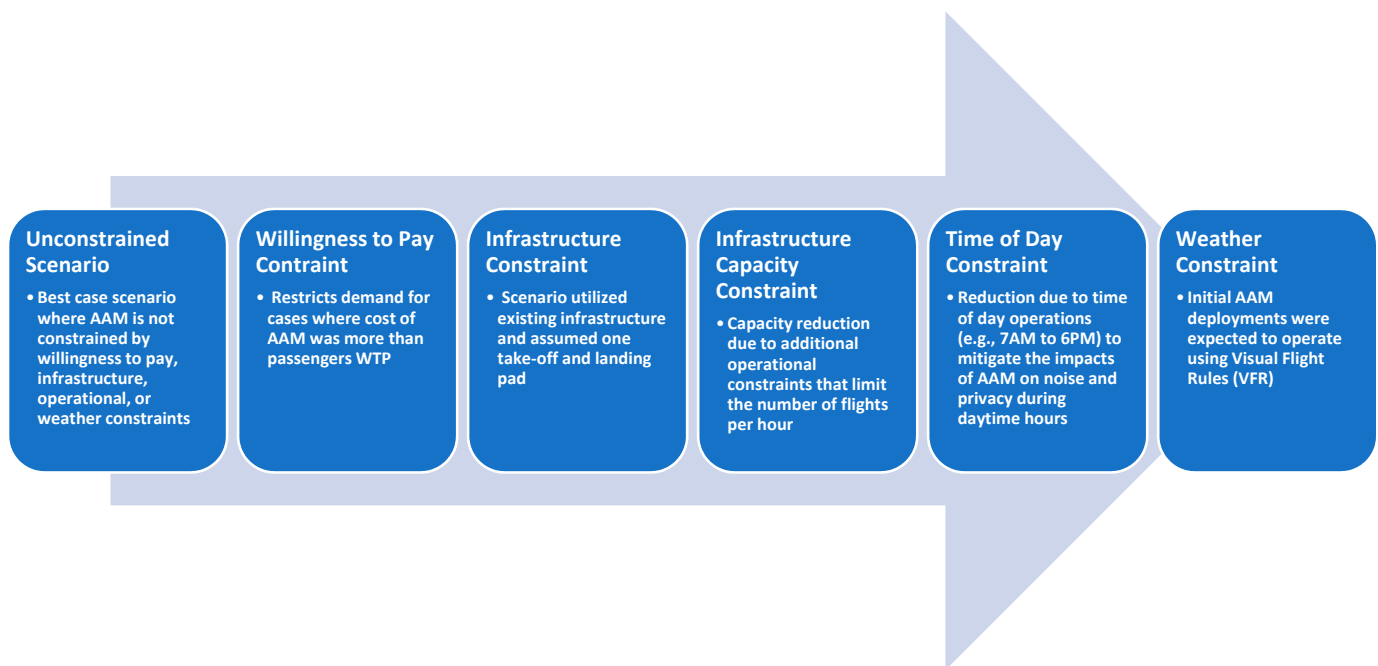 Unconstrained
Scenario
• Best case scenario
where AAM is not
constrained by
willingness to pay,
infrastructure,
operational, or
weather constraints
Willingness to Pay
Contraint
• Restricts demand for
cases where cost of
AAM was more than
passengers WTP
Infrastructure
Constraint
• Scenario utilized
existing infrastructure
and assumed one
take-off and landing
pad
Infrastructure
Capacity
Constraint
• Capacity reduction
due to additional
operational
constraints that limit
the number of flights
per hour
Time of Day
Constraint
• Reduction due to time
of day operations
(e.g., 7AM to 6PM) to
mitigate the impacts
of AAM on noise and
privacy during
daytime hours
Weather
Constraint
• Initial AAM
deployments were
expected to operate
using Visual Flight
Rules (VFR)